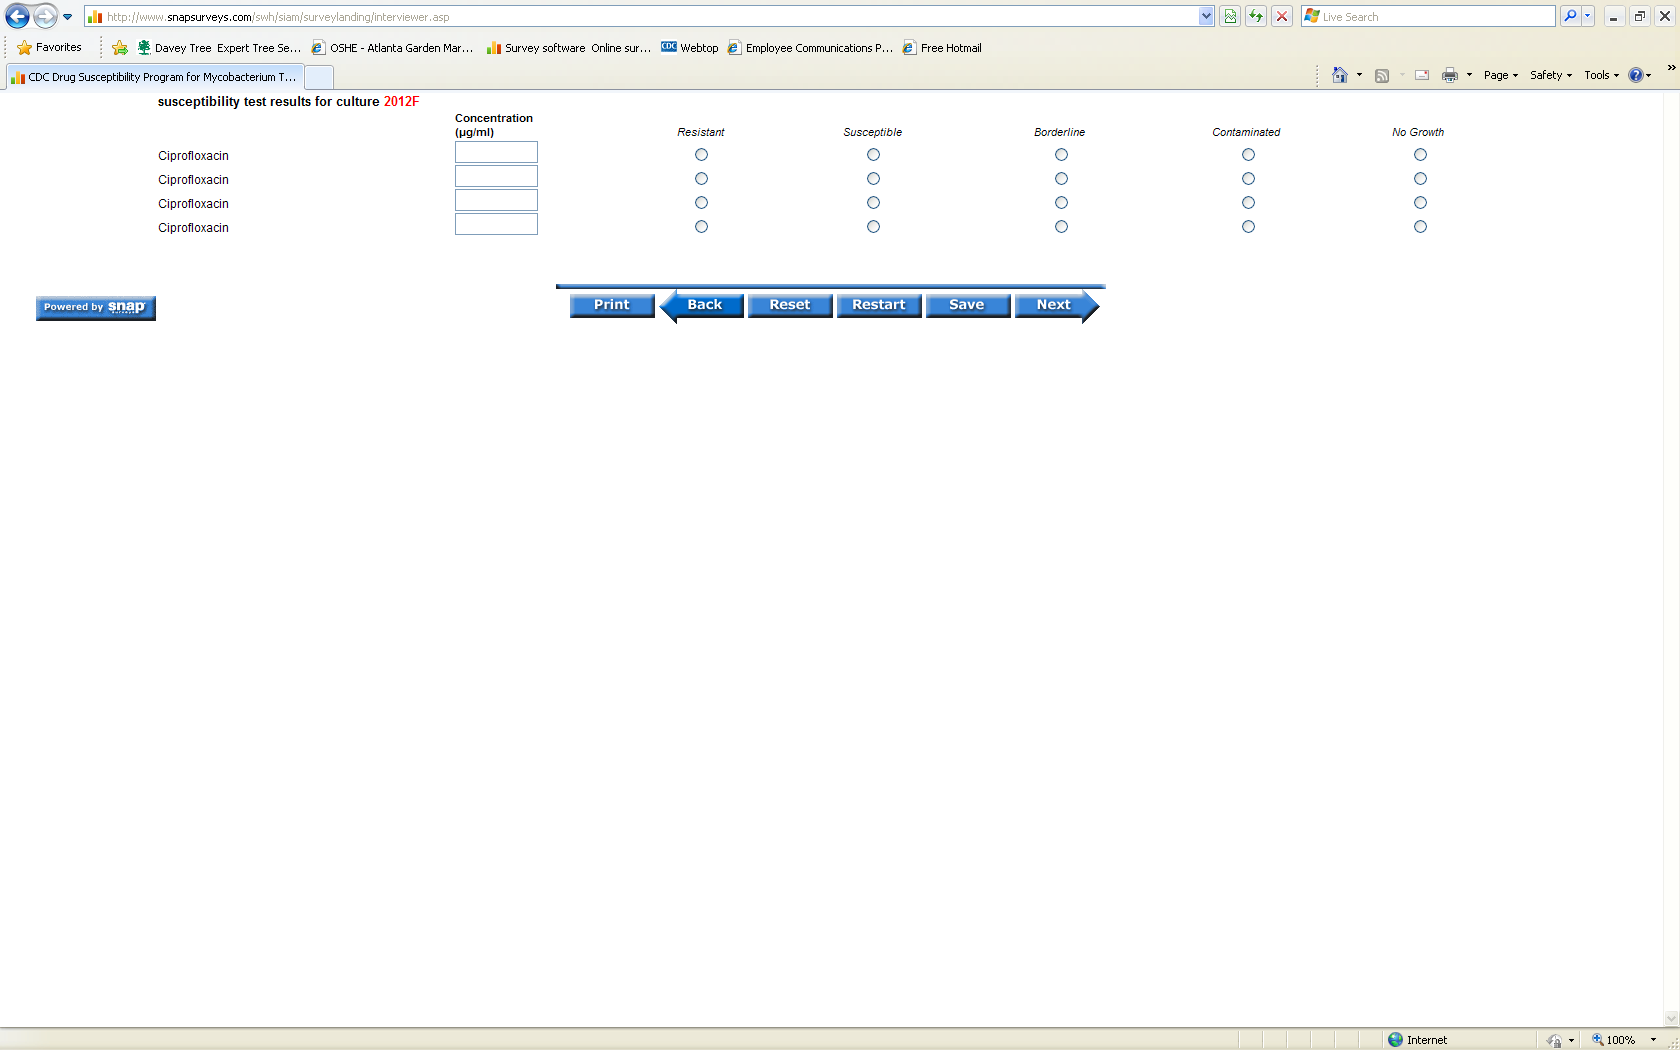 http://www.snapsurveys.com/swh/siam/surveylanding/interviewer.asp
Live Search
Favorites
Davey Tree Expert Tree Se...
OSHE - Atlanta Garden Mar...
Survey software Online sur...
CDC Webtop
Employee Communications P...
Free Hotmail
CDC Drug Susceptibility Program for Mycobacterium T...
Page
Safety
Tools
susceptibility test results for culture 2012F
Concentration
(µg/ml)
Resistant
Susceptible
Borderline
Contaminated
No Growth
Ciprofloxacin
Ciprofloxacin
Ciprofloxacin
Ciprofloxacin
Powered by snap surveys
Print
Back
Reset
Restart
Save
Next
Internet
100%